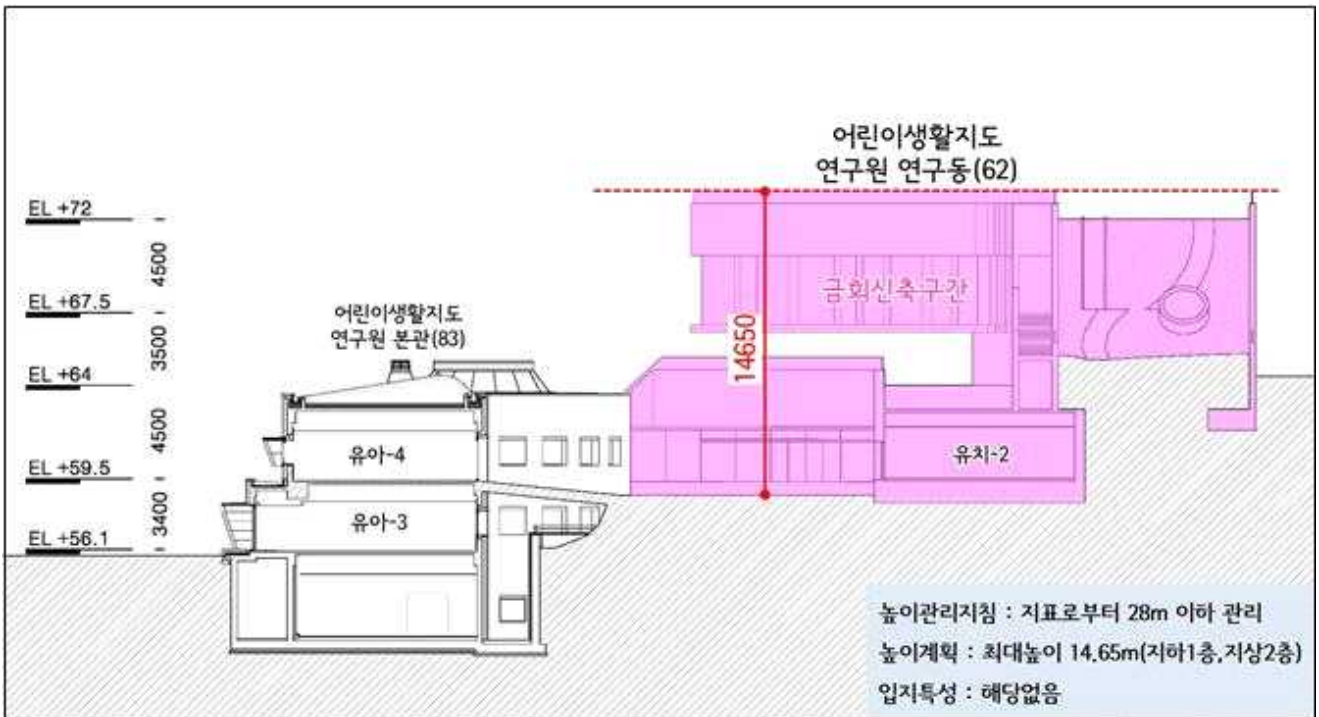 어린이생활지도
연구원 연구동(62)
EL +72
4500
EL +67.5
금회신축구간
어린이생활지도
연구원 본관(83)
3500
14650
EL +64
4500
유아-4
유치-2
EL +59.5
3400
유아-3
EL +56.1
높이관리지침 : 지표로부터 28m 이하 관리
높이계획 : 최대높이 14.65m(지하1층,지상2층)
입지특성 : 해당없음